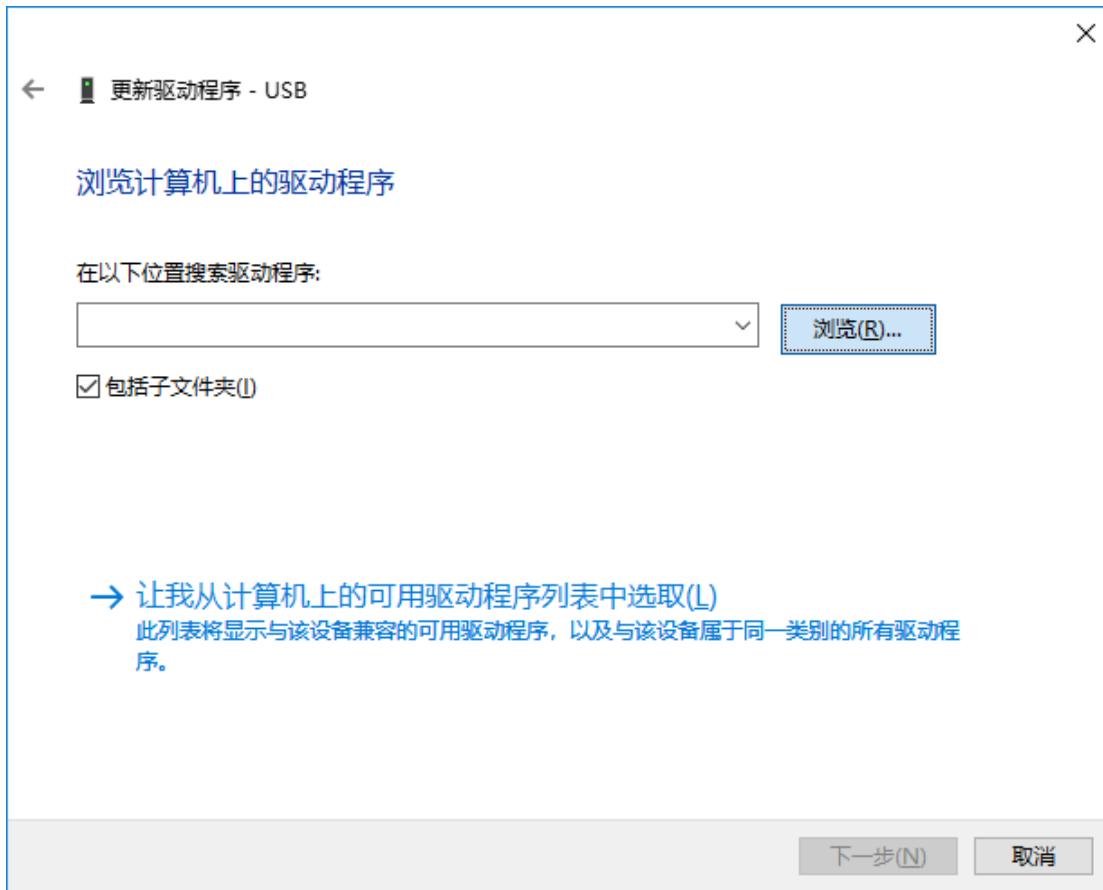 更新驱动程序 - USB
浏览计算机上的驱动程序
在以下位置搜索驱动程序:
浏览(R)...
包括子文件夹(I)
让我从计算机上的可用驱动程序列表中选取(L)
此列表将显示与该设备兼容的可用驱动程序，以及与该设备属于同一类别的所有驱动程
序。
下一步(N)
取消